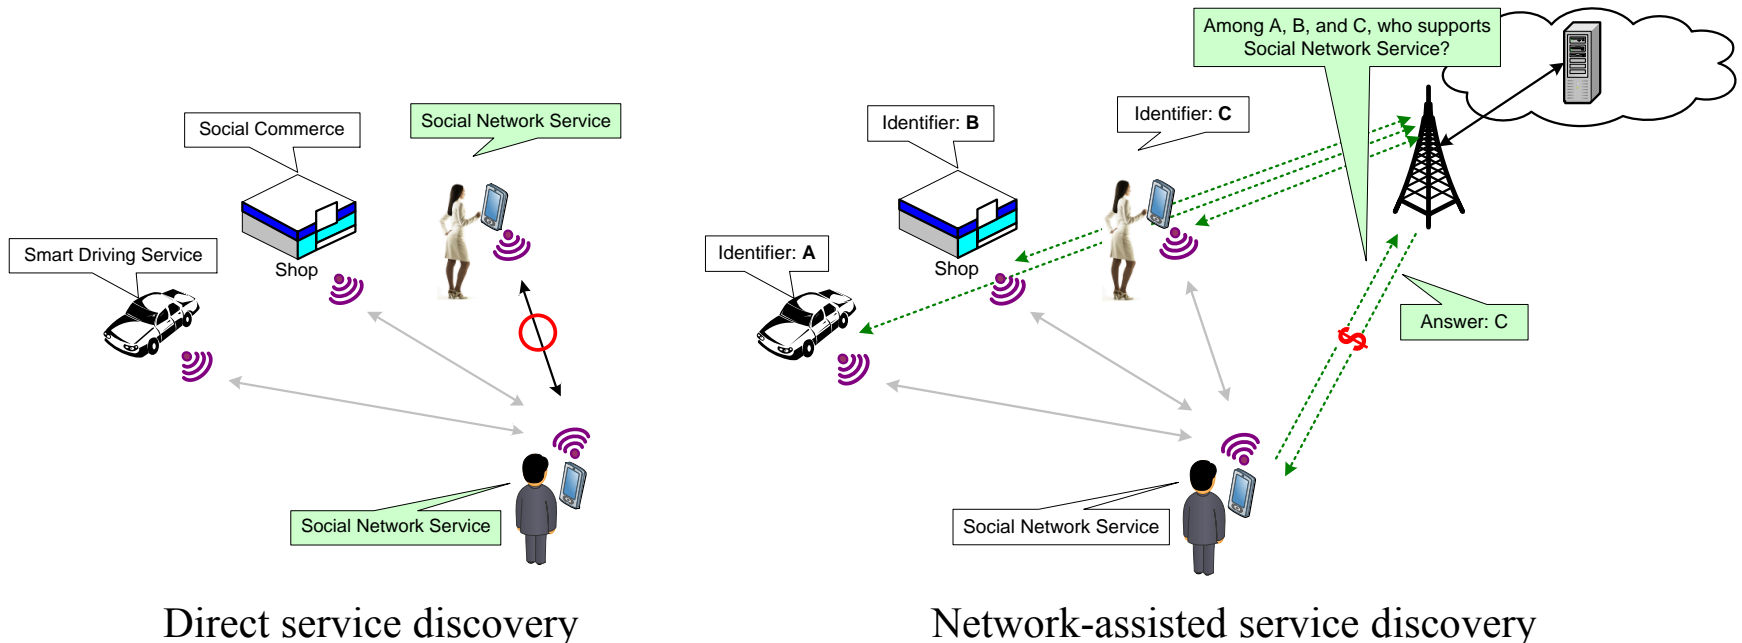 Social Commerce
Social Network Service
Smart Driving Service
Shop
Social Network Service
Direct service discovery
Among A, B, and C, who supports
Social Network Service?
Identifier: B
Identifier: C
Identifier: A
Shop
$
Answer: C
Social Network Service
Network-assisted service discovery